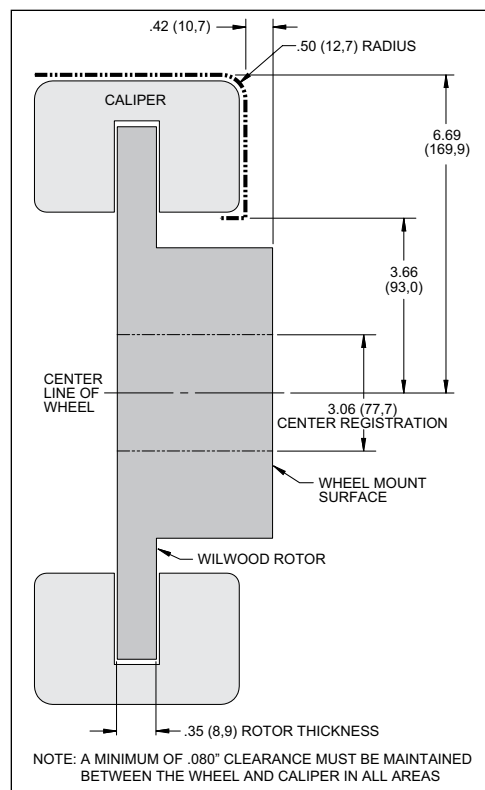 .42 (10,7)
.50 (12,7) RADIUS
CALIPER
6.69
(169,9)
3.66
(93,0)
CENTER
LINE OF
WHEEL
3.06 (77,7)
CENTER REGISTRATION
WHEEL MOUNT
SURFACE
WILWOOD ROTOR
.35 (8,9) ROTOR THICKNESS
NOTE: A MINIMUM OF .080" CLEARANCE MUST BE MAINTAINED
BETWEEN THE WHEEL AND CALIPER IN ALL AREAS